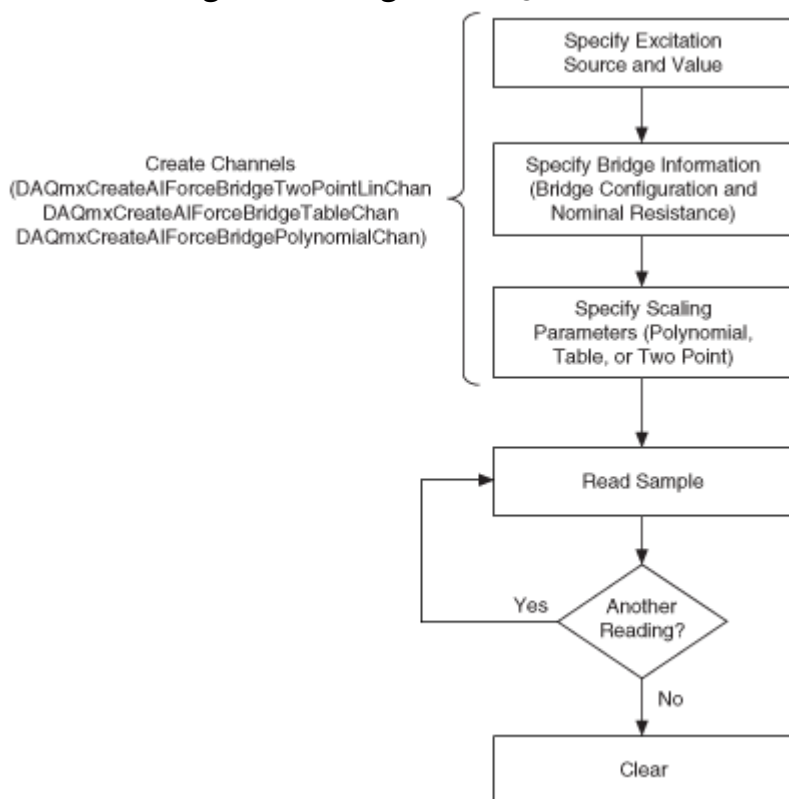 Specify Excitation
Source and Value
Create Channels
(DAQmxCreateAIForceBridgeTwoPointLinChan
DAQmxCreateAIForceBridgeTableChan
DAQmxCreateAIForceBridgePolynomialChan)
Specify Bridge Information
(Bridge Configuration and
Nominal Resistance)
Specify Scaling
Parameters (Polynomial,
Table, or Two Point)
Read Sample
Yes
Another
Reading?
No
Clear